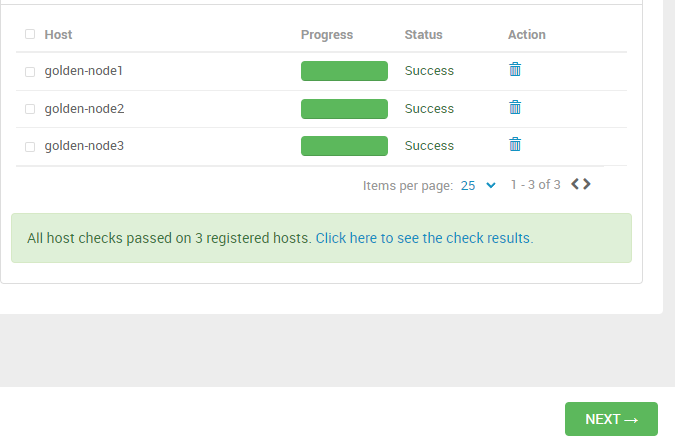 Host Progress Status Action
golden-node1 Success
golden-node2 Success
golden-node3 Success
Items per page: 25 1 - 3 of 3
All host checks passed on 3 registered hosts. Click here to see the check results.
NEXT →